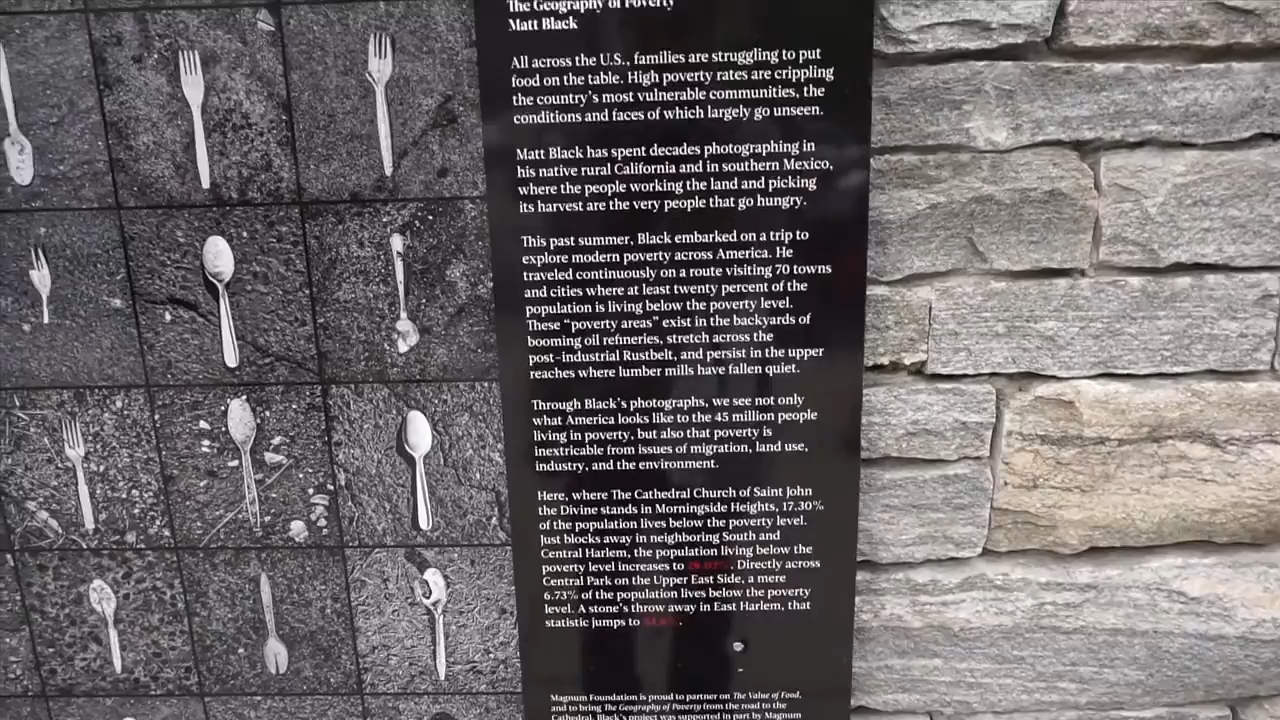 The Geography of Poverty
Matt Black
All across the U.S., families are struggling to put
food on the table. High poverty rates are crippling
the country's most vulnerable communities, the
conditions and faces of which largely go unseen.
Matt Black has spent decades photographing in
his native rural California and in southern Mexico,
where the people working the land and picking
its harvest are the very people that go hungry.
This past summer, Black embarked on a trip to
explore modern poverty across America. He
traveled continuously on a route visiting 70 towns
and cities where at least twenty percent of the
population is living below the poverty level.
These “poverty areas” exist in the backyards of
booming oil refineries, stretch across the
post-industrial Rustbelt, and persist in the upper
reaches where lumber mills have fallen quiet.
Through Black's photographs, we see not only
what America looks like to the 45 million people
living in poverty, but also that poverty is
inextricable from issues of migration, land use,
industry, and the environment.
Here, where The Cathedral Church of Saint John
the Divine stands in Morningside Heights, 17.30%
of the population lives below the poverty level.
Just blocks away in neighboring South and
Central Harlem, the population living below the
poverty level increases to . Directly across
Central Park on the Upper East Side, a mere
6.73% of the population lives below the poverty
level. A stone's throw away in East Harlem, that
statistic jumps to .
Magnum Foundation is proud to partner on The Value of Food,
and to bring The Geography of Poverty from the road to the
Cathedral. Black's project was supported in part by Magnum